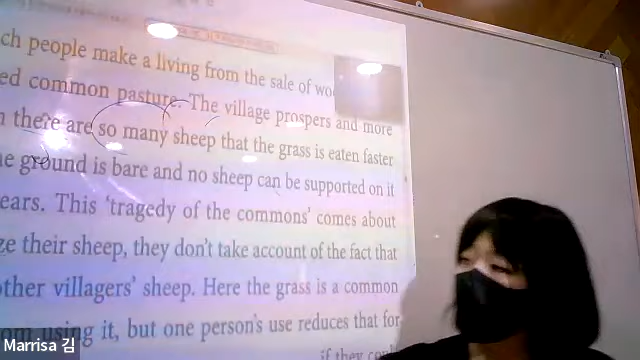 ch people make a living from the sale of wo
ed common pasture. The village prospers and more
n there are so many sheep that the grass is eaten faster
he ground is bare and no sheep can be supported on it
ears. This 'tragedy of the commons' comes about
ze their sheep, they don't take account of the fact that
other villagers' sheep. Here the grass is a common
om using it, but one person's use reduces that for
if they coul
Marrisa 김